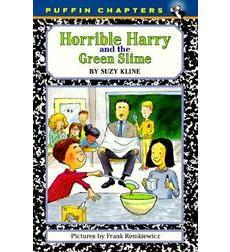 PUFFIN CHAPTERS
Horrible Harry
and the
Green Slime
BY SUZY KLINE
Pictures by Frank Remkiewicz